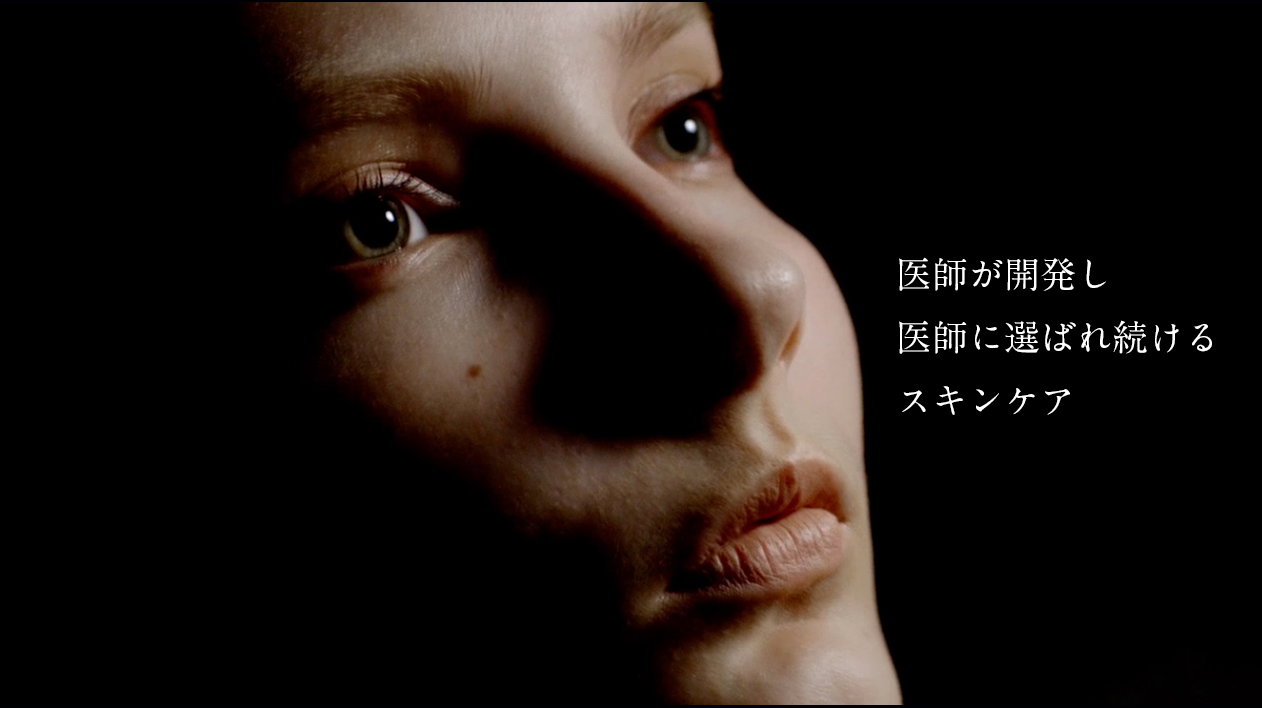 医師が開発し
医師に選ばれ続ける
スキンケア